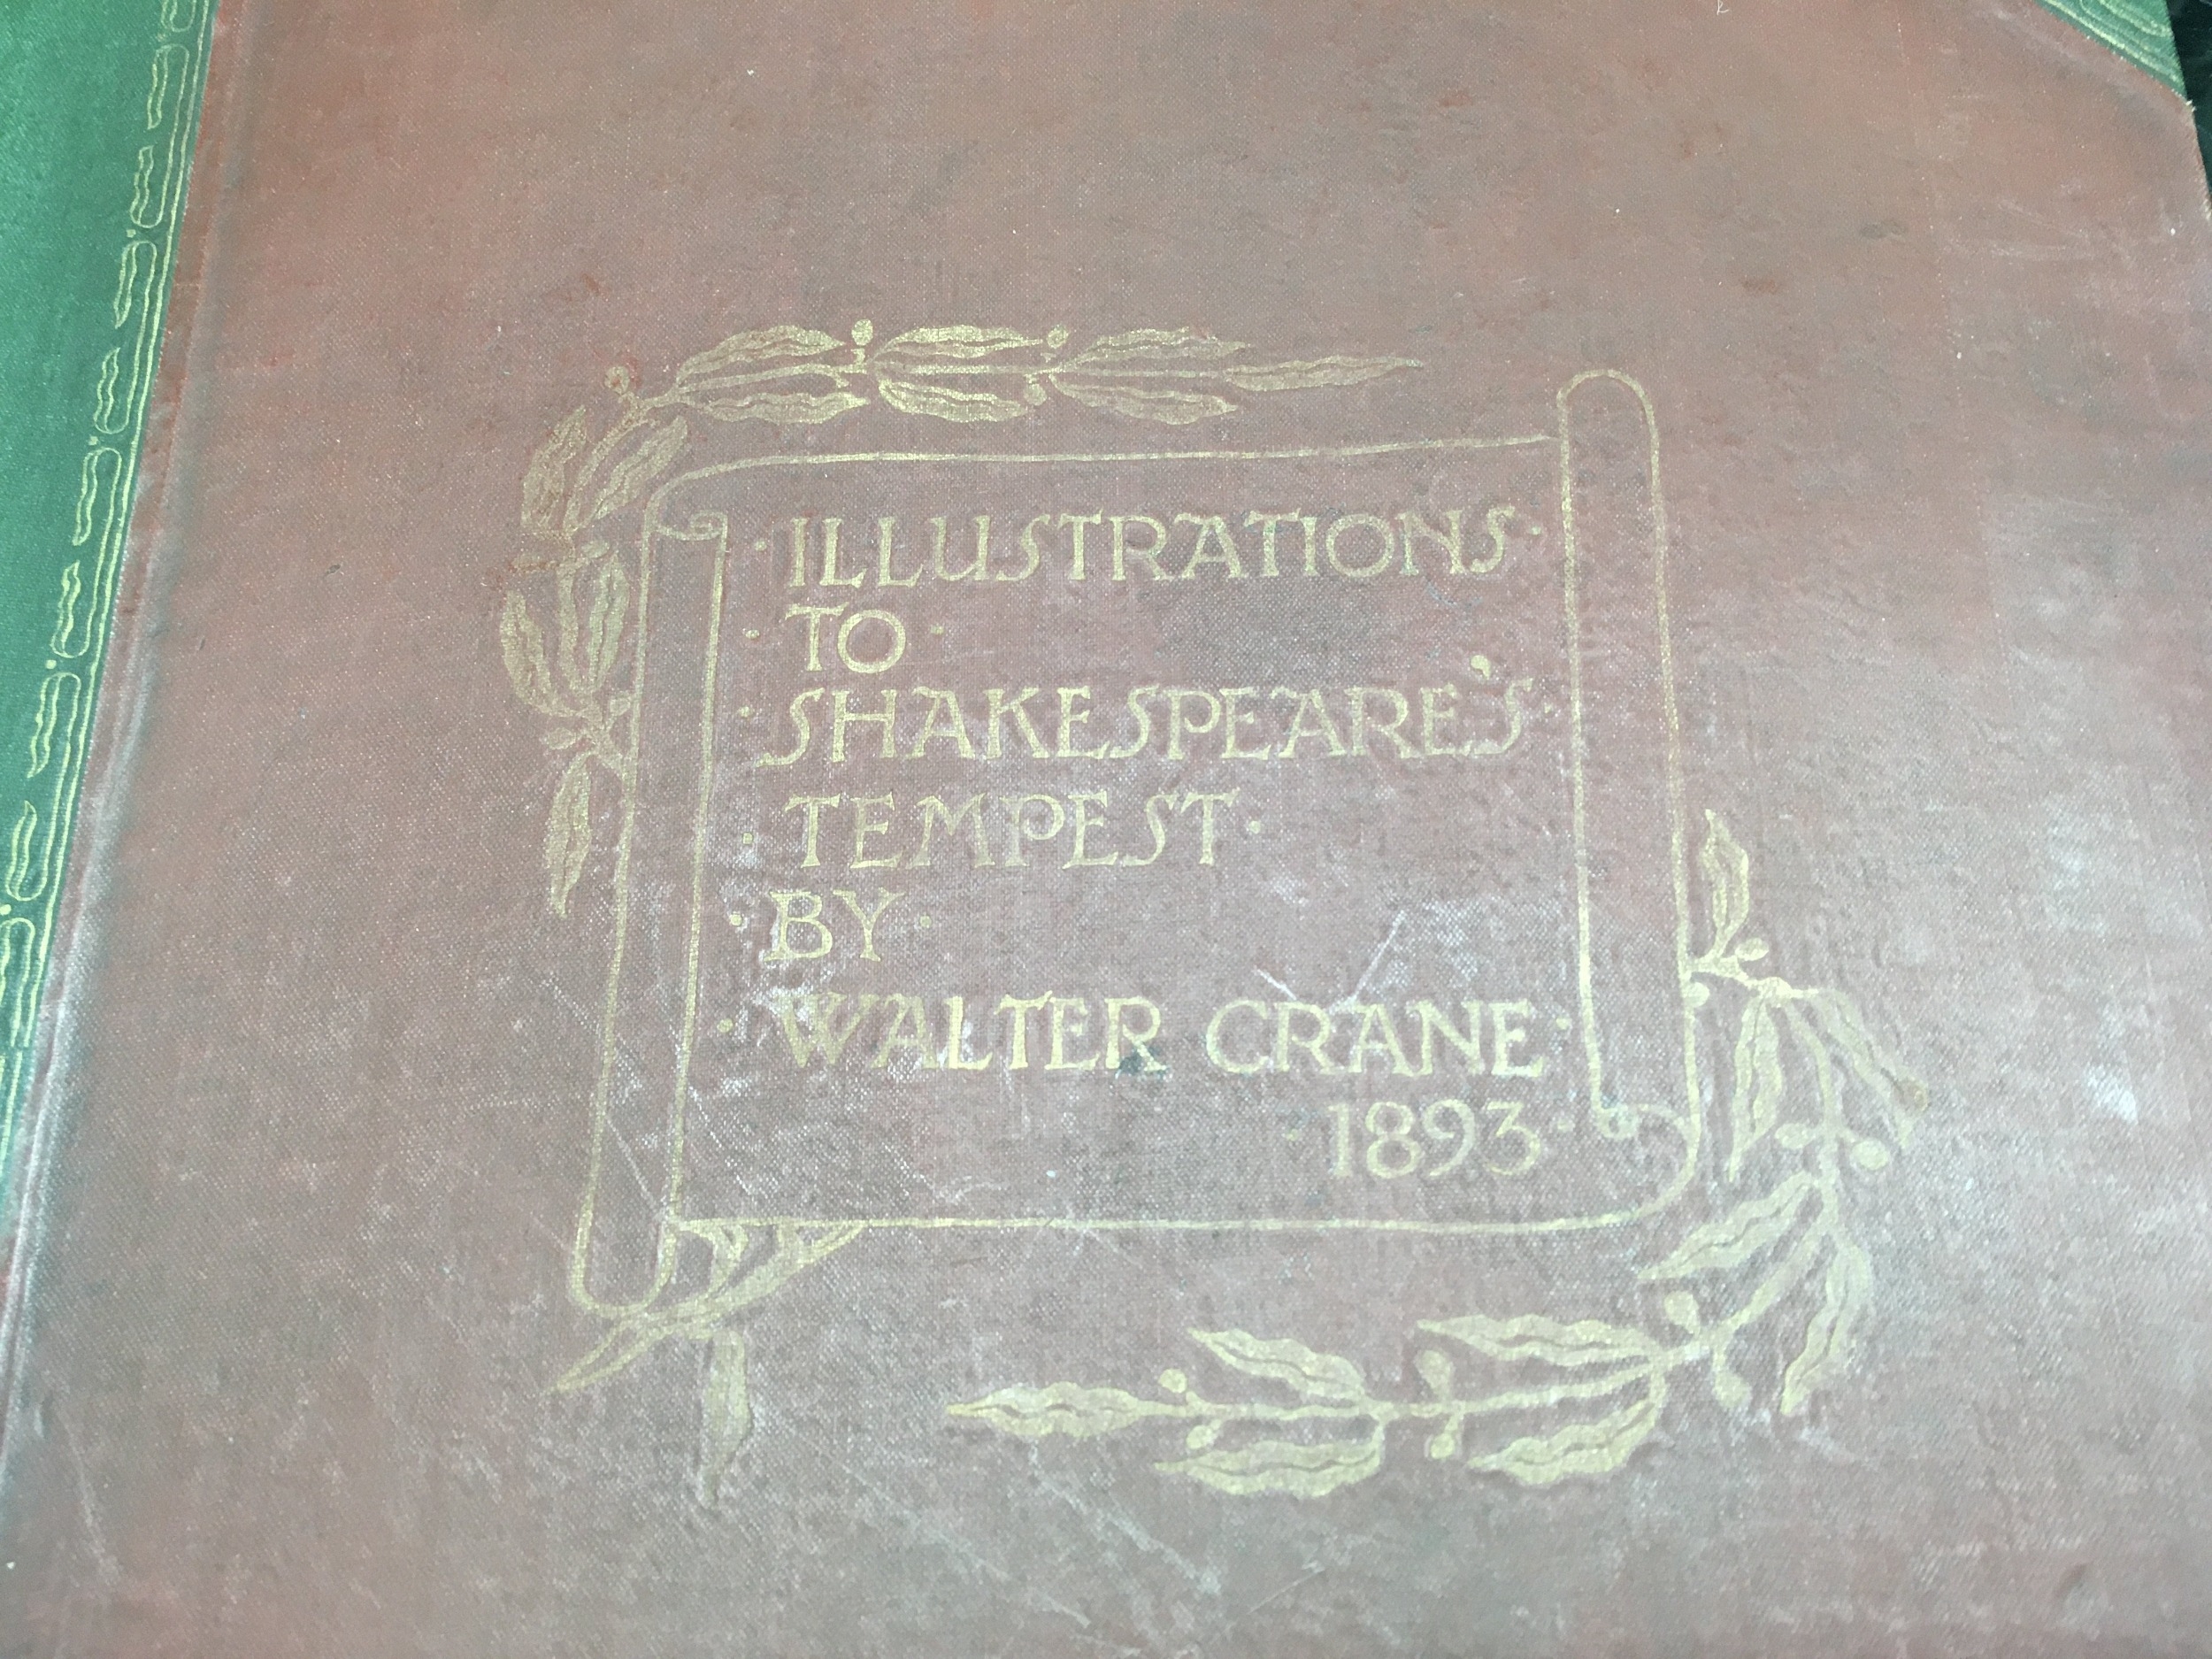 ·ILLUSTRATIONS·
·TO·
·SHAKESPEARE'S·
·TEMPEST·
·BY·
·WALTER CRANE·
·1893·